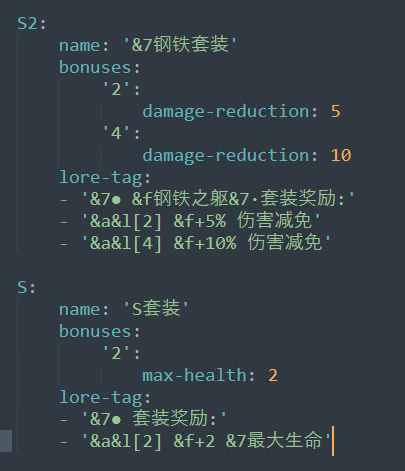 S2:
    name: '&7钢铁套装'
    bonuses:
        '2':
            damage-reduction: 5
        '4':
            damage-reduction: 10
    lore-tag:
    - '&7● &f钢铁之躯&7·套装奖励:'
    - '&a&l[2] &f+5% 伤害减免'
    - '&a&l[4] &f+10% 伤害减免'

S:
    name: 'S套装'
    bonuses:
        '2':
            max-health: 2
    lore-tag:
    - '&7● 套装奖励:'
    - '&a&l[2] &f+2 &7最大生命'